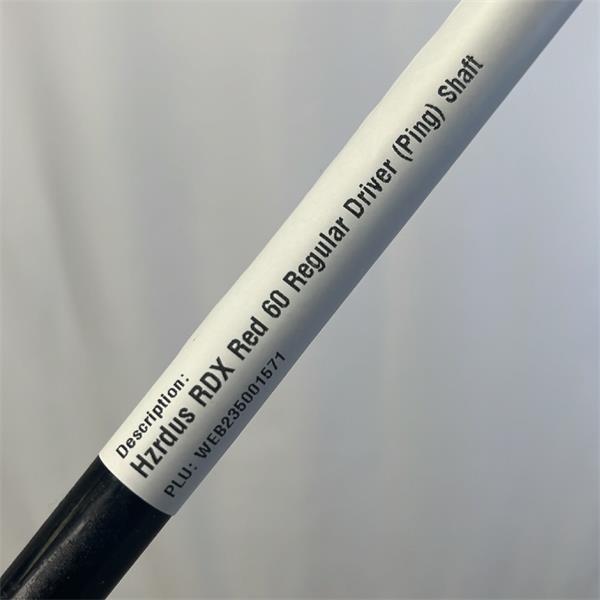 Description:
Hzrdus RDX Red 60 Regular Driver (Ping) Shaft
PLU: WEB235001571